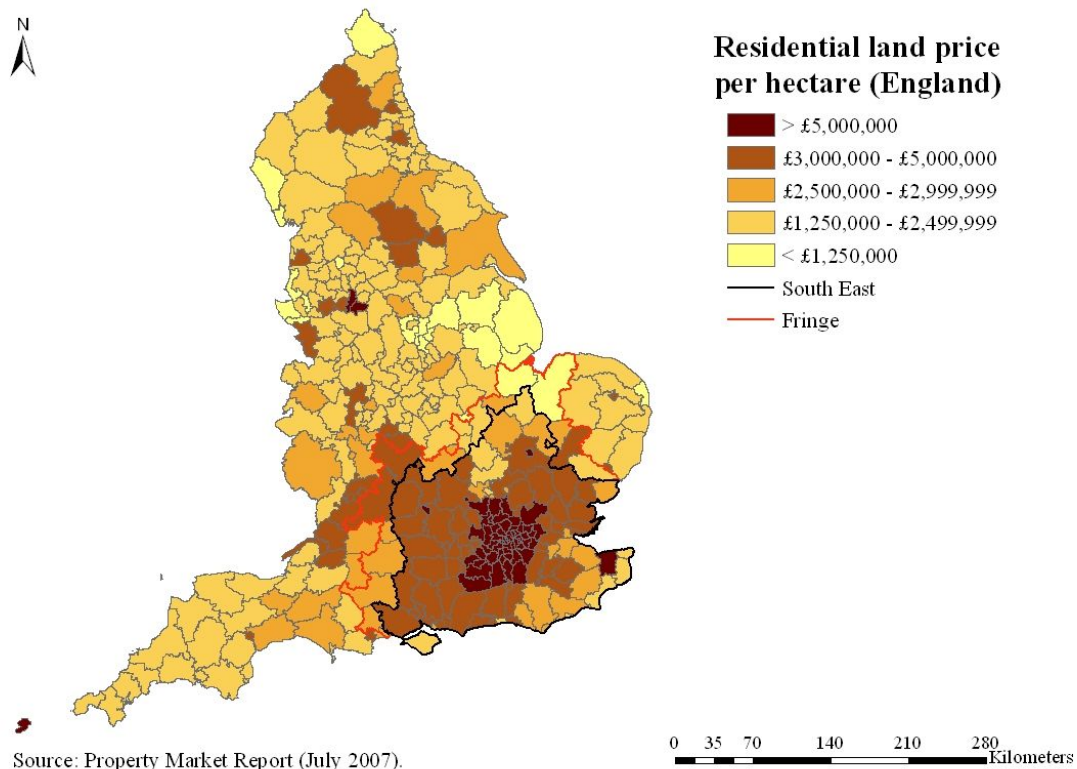 N
Residential land price
per hectare (England)
> £5,000,000
£3,000,000 - £5,000,000
£2,500,000 - £2,999,999
£1,250,000 - £2,499,999
< £1,250,000
South East
Fringe
Source: Property Market Report (July 2007).
0 35 70 140 210 280 Kilometers